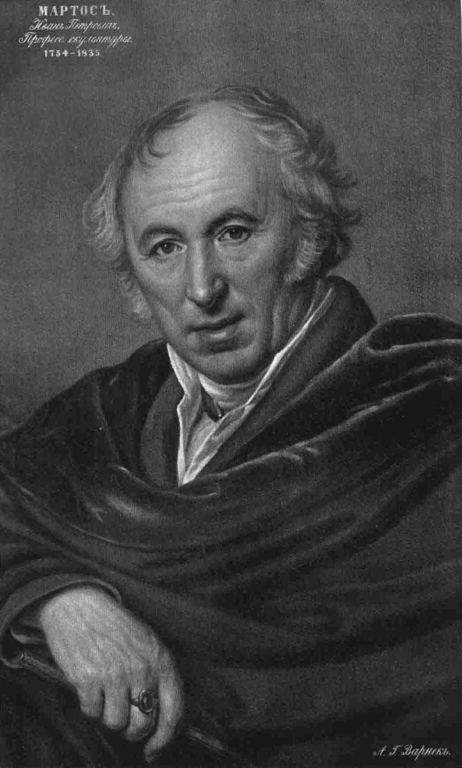 МАРТОСЪ.
Иванъ Петровичъ.
Професс. скульптуры.
1754–1835
А. Г. Варнекъ.